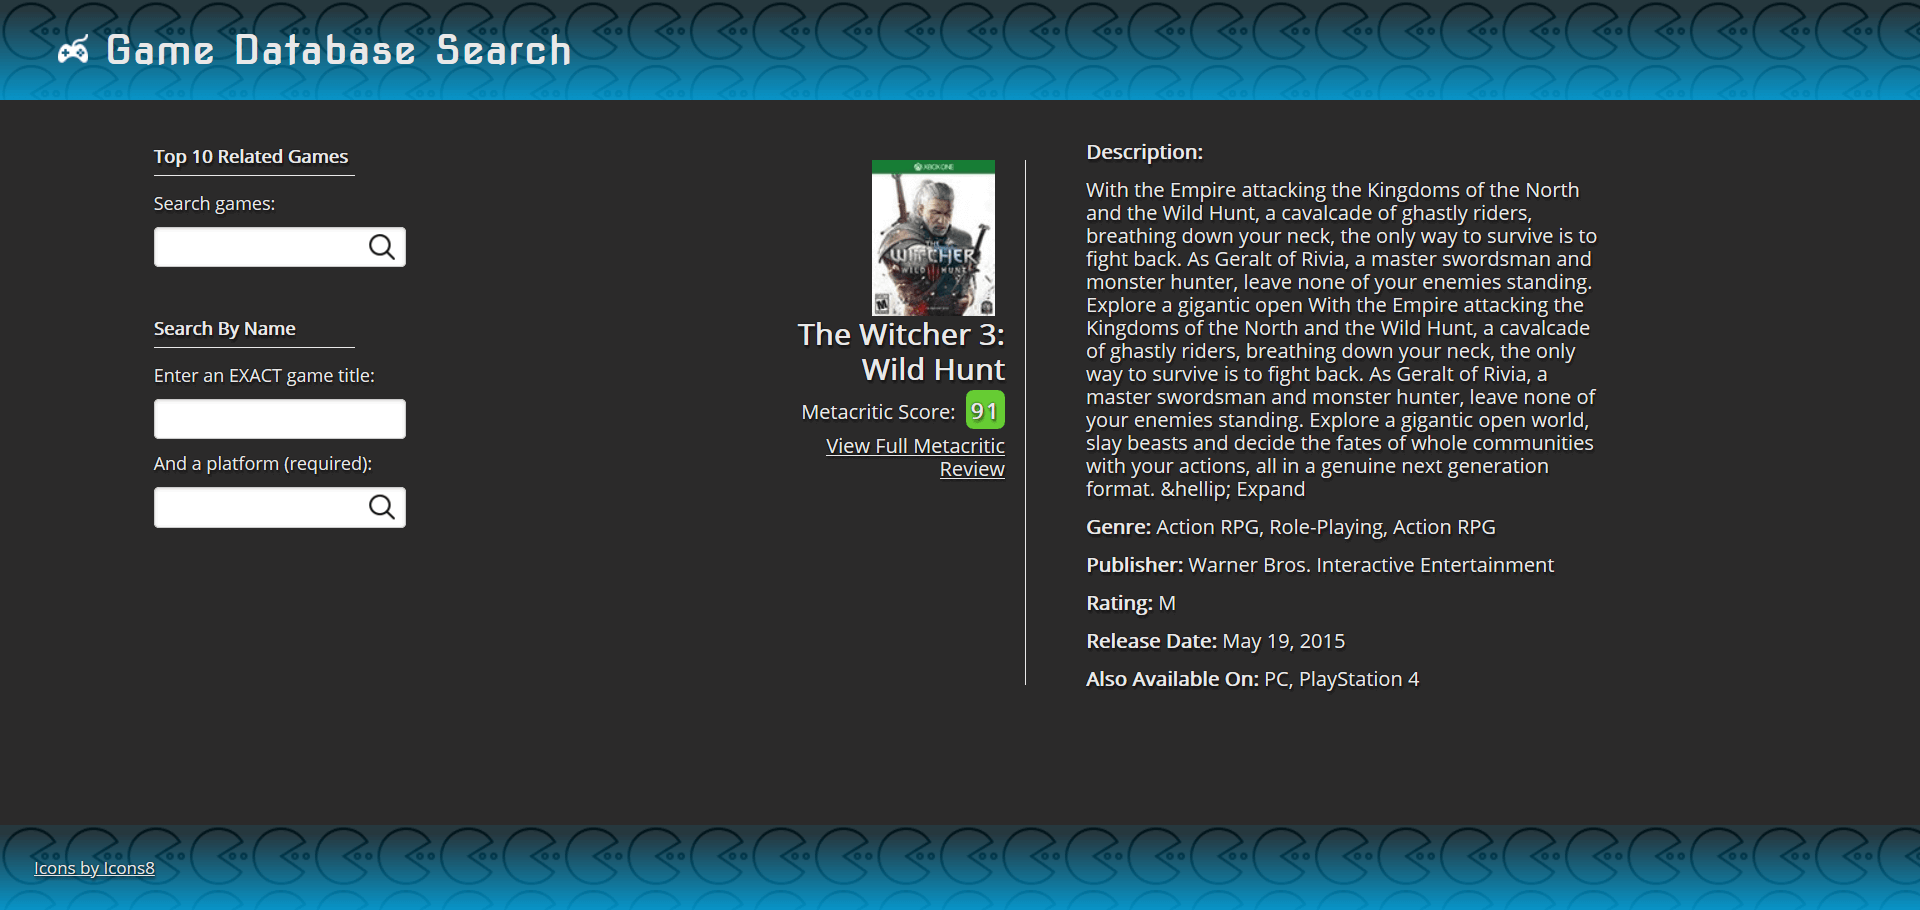 Game Database Search
Top 10 Related Games
Search games:
Search By Name
Enter an EXACT game title:
And a platform (required):
XBOX ONE
THE
WITCHER
WILD HUNT
M
The Witcher 3:
Wild Hunt
Metacritic Score: 91
View Full Metacritic
Review
Description:
With the Empire attacking the Kingdoms of the North
and the Wild Hunt, a cavalcade of ghastly riders,
breathing down your neck, the only way to survive is to
fight back. As Geralt of Rivia, a master swordsman and
monster hunter, leave none of your enemies standing.
Explore a gigantic open With the Empire attacking the
Kingdoms of the North and the Wild Hunt, a cavalcade
of ghastly riders, breathing down your neck, the only
way to survive is to fight back. As Geralt of Rivia, a
master swordsman and monster hunter, leave none of
your enemies standing. Explore a gigantic open world,
slay beasts and decide the fates of whole communities
with your actions, all in a genuine next generation
format. &hellip; Expand
Genre: Action RPG, Role-Playing, Action RPG
Publisher: Warner Bros. Interactive Entertainment
Rating: M
Release Date: May 19, 2015
Also Available On: PC, PlayStation 4
Icons by Icons8